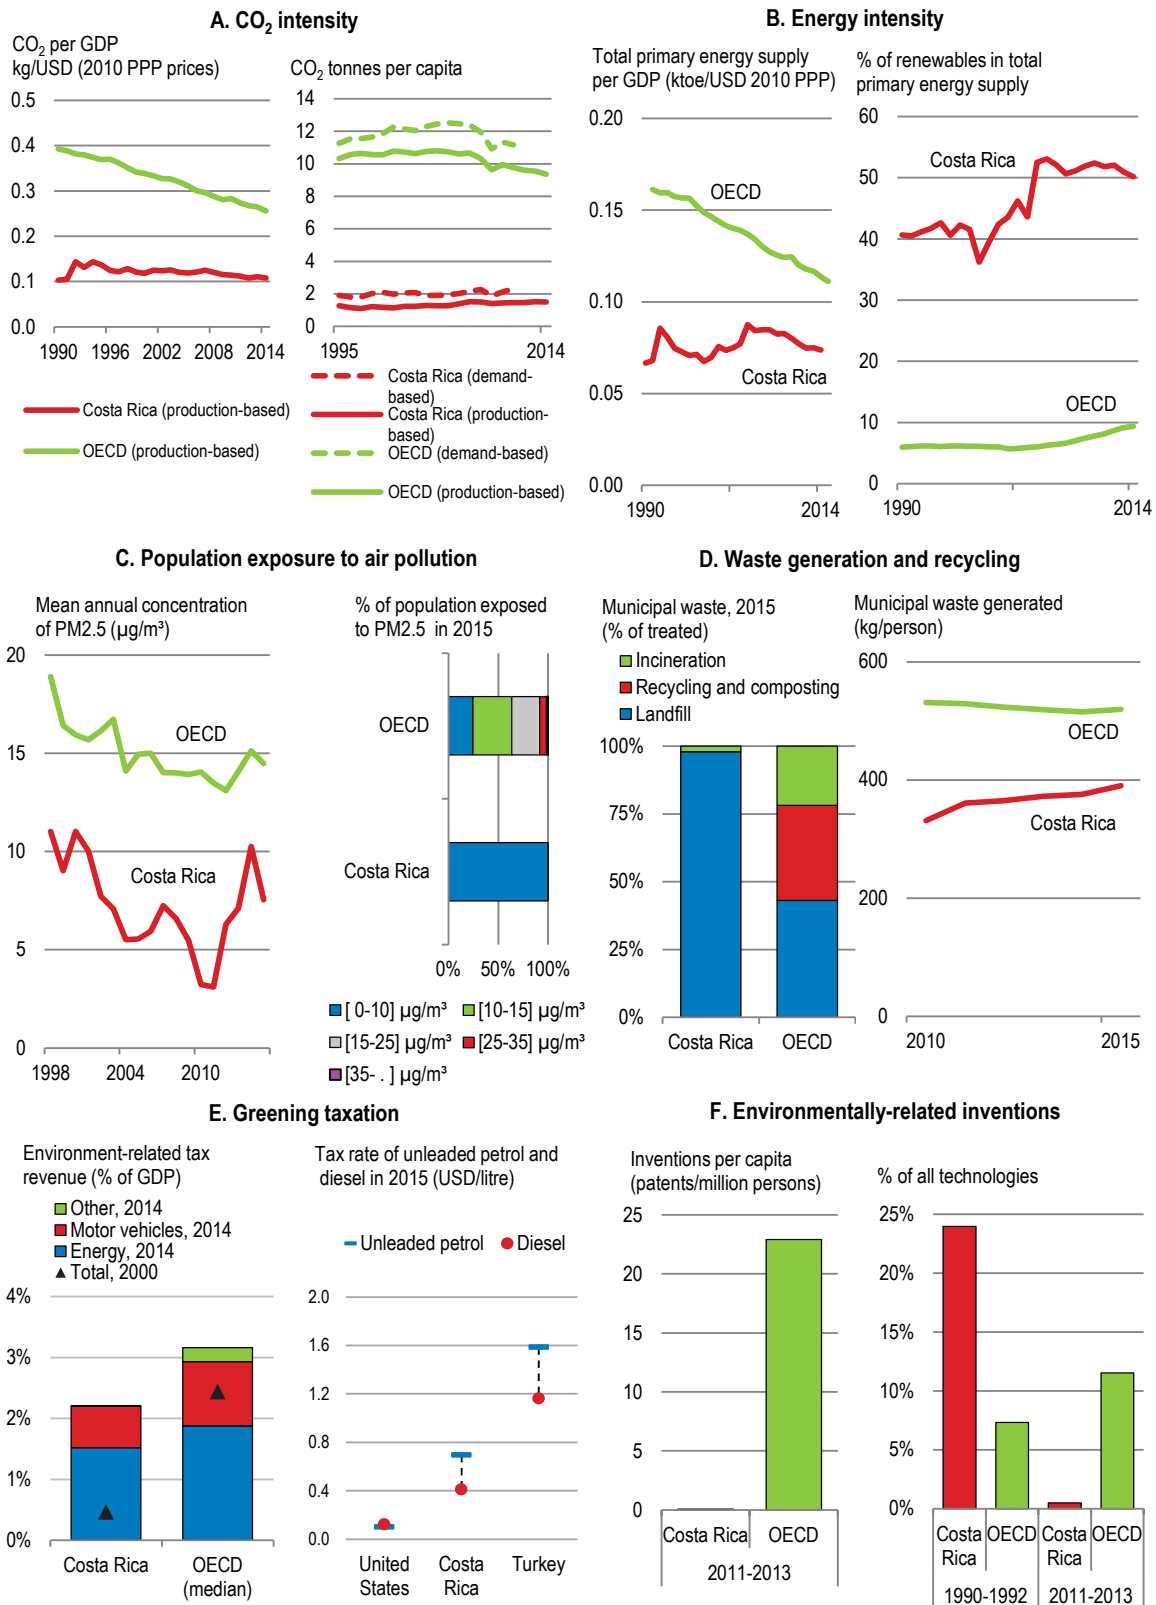 A. CO₂ intensity
CO₂ per GDP
kg/USD (2010 PPP prices)
0.5
0.4
0.3
0.2
0.1
0.0
1990
1996
2002
2008
2014
Costa Rica (production-based)
OECD (production-based)
CO₂ tonnes per capita
14
12
10
8
6
4
2
0
1995
2014
Costa Rica (demand-
based)
Costa Rica (production-
based)
OECD (demand-based)
OECD (production-based)
B. Energy intensity
Total primary energy supply
per GDP (ktoe/USD 2010 PPP)
0.20
0.15
0.10
0.05
0.00
OECD
Costa Rica
1990
2014
% of renewables in total
primary energy supply
60
50
40
30
20
10
0
Costa Rica
OECD
1990
2014
C. Population exposure to air pollution
Mean annual concentration
of PM2.5 (µg/m³)
20
15
10
5
0
OECD
Costa Rica
1998
2004
2010
% of population exposed
to PM2.5 in 2015
OECD
Costa Rica
0%
50%
100%
[ 0-10] µg/m³
[10-15] µg/m³
[15-25] µg/m³
[25-35] µg/m³
[35- . ] µg/m³
D. Waste generation and recycling
Municipal waste, 2015
(% of treated)
Incineration
Recycling and composting
Landfill
100%
75%
50%
25%
0%
Costa Rica
OECD
Municipal waste generated
(kg/person)
600
400
200
0
OECD
Costa Rica
2010
2015
E. Greening taxation
Environment-related tax
revenue (% of GDP)
Other, 2014
Motor vehicles, 2014
Energy, 2014
Total, 2000
4%
3%
2%
1%
0%
Costa Rica
OECD
(median)
Tax rate of unleaded petrol and
diesel in 2015 (USD/litre)
Unleaded petrol
Diesel
2.0
1.6
1.2
0.8
0.4
0.0
United
States
Costa
Rica
Turkey
F. Environmentally-related inventions
Inventions per capita
(patents/million persons)
25
20
15
10
5
0
Costa Rica
OECD
2011-2013
% of all technologies
25%
20%
15%
10%
5%
0%
Costa
Rica
OECD
Costa
Rica
OECD
1990-1992
2011-2013